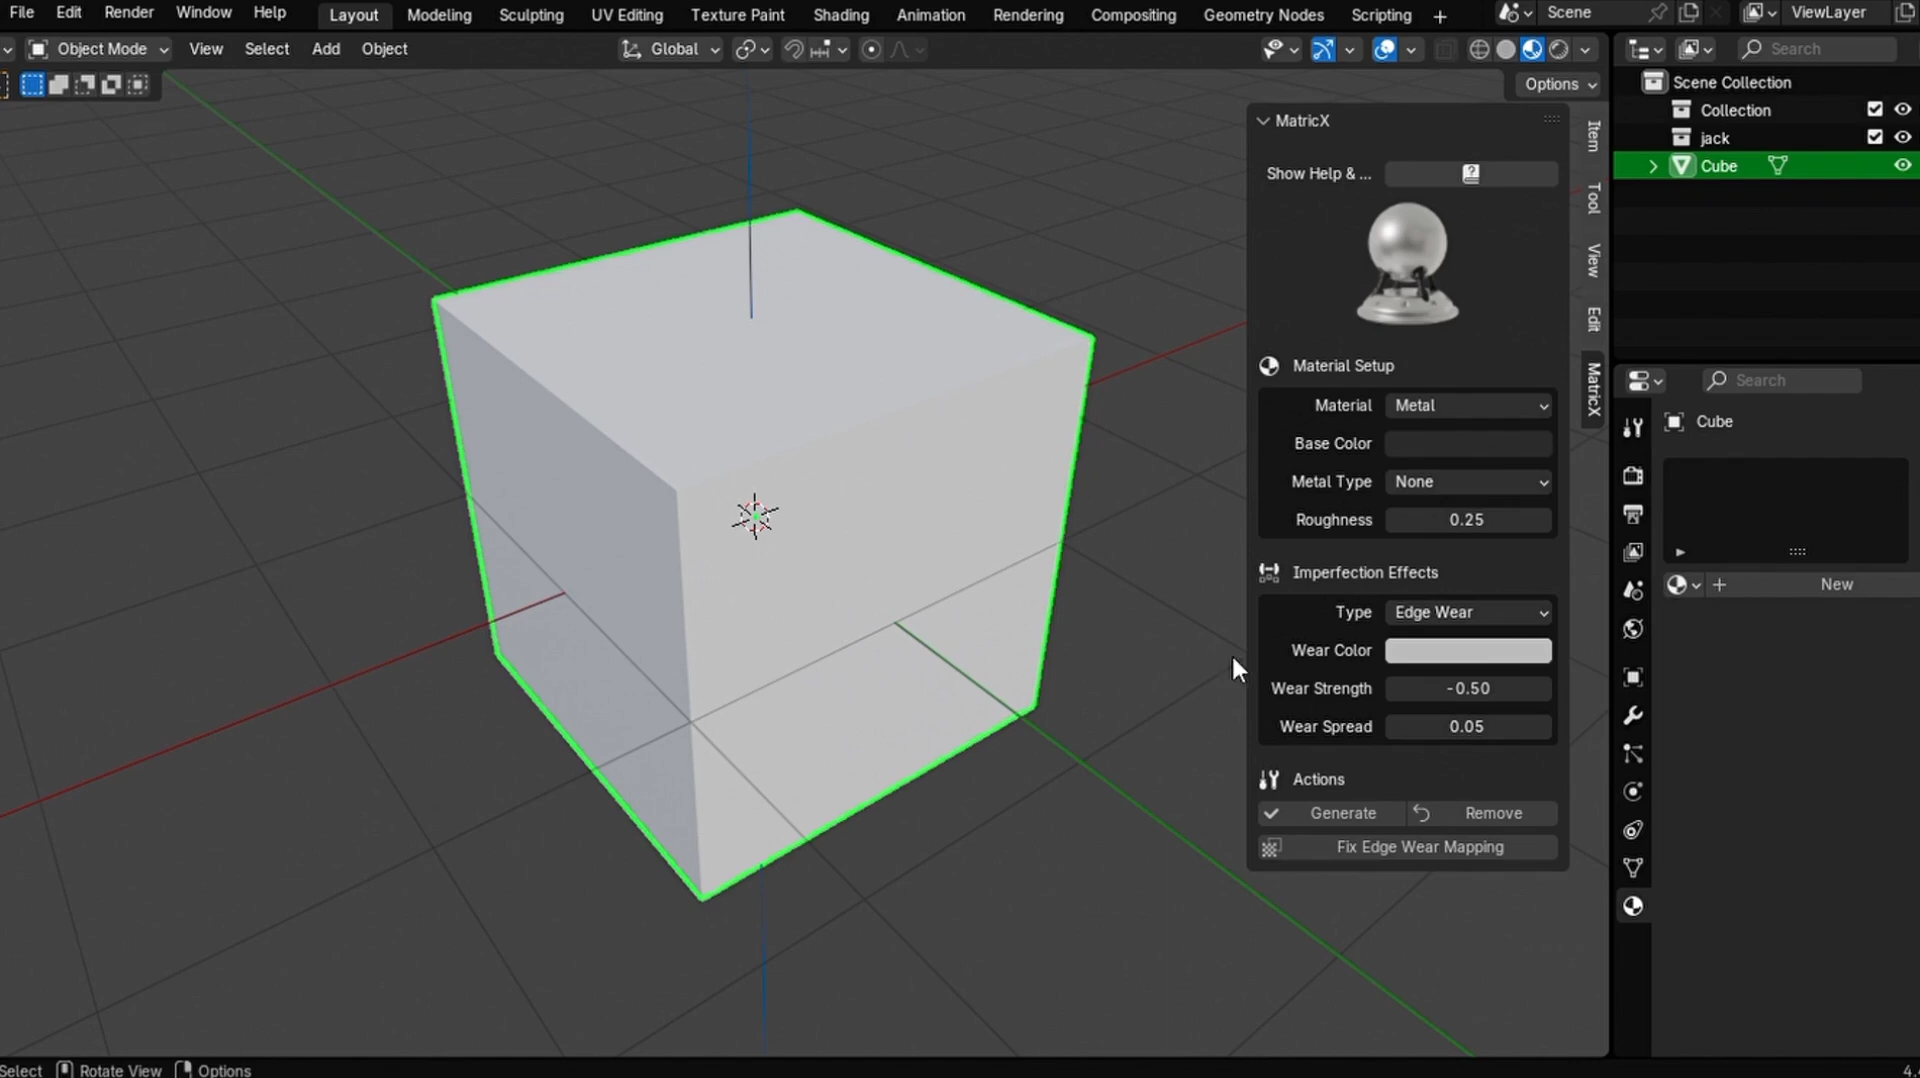 File Edit Render Window Help Layout Modeling Sculpting UV Editing Texture Paint Shading Animation Rendering Compositing Geometry Nodes Scripting + Scene ViewLayer
Object Mode View Select Add Object Global Search
Options
Scene Collection
Collection
jack
Cube
MatricX
Show Help & ...
Material Setup
Material Metal
Base Color
Metal Type None
Roughness 0.25
Imperfection Effects
Type Edge Wear
Wear Color
Wear Strength -0.50
Wear Spread 0.05
Actions
Generate Remove
Fix Edge Wear Mapping
Item
Tool
View
Edit
MatricX
Search
Cube
New
Select Rotate View Options 4.